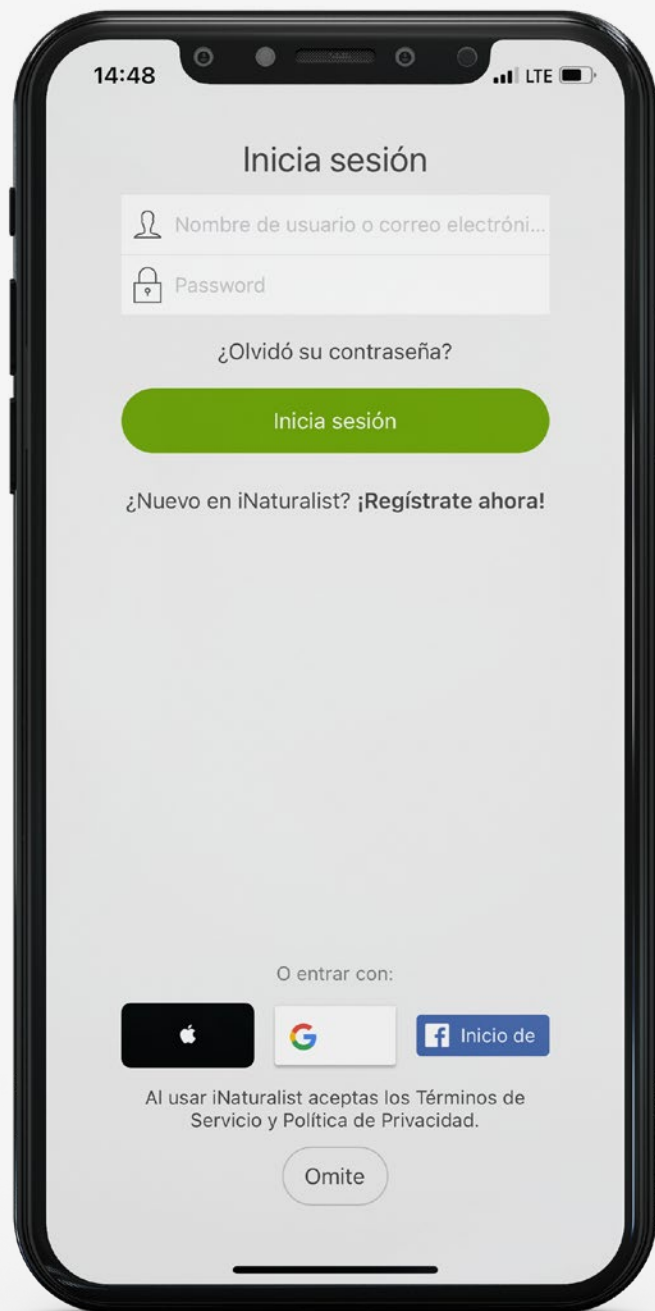 14:48
LTE
Inicia sesión
Nombre de usuario o correo electróni...
Password
¿Olvidó su contraseña?
Inicia sesión
¿Nuevo en iNaturalist? ¡Regístrate ahora!
O entrar con:
G
f Inicio de
Al usar iNaturalist aceptas los Términos de
Servicio y Política de Privacidad.
Omite